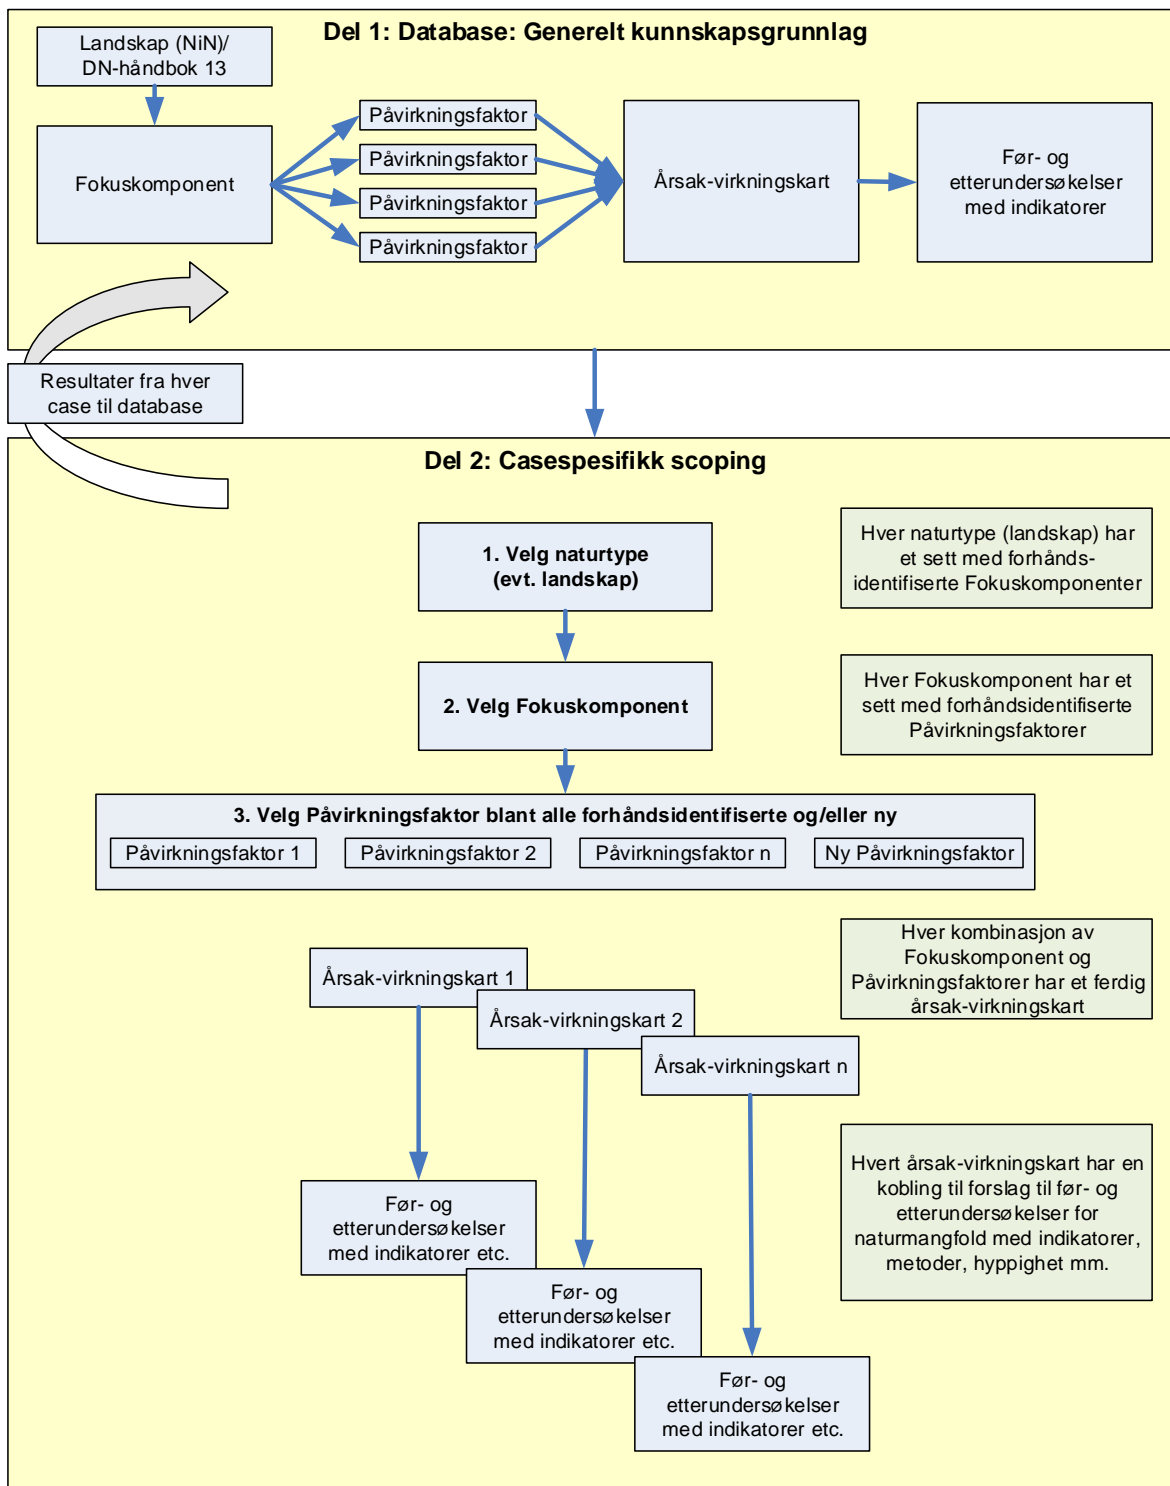 Del 1: Database: Generelt kunnskapsgrunnlag
Landskap (NiN)/
DN-håndbok 13
Fokuskomponent
Påvirkningsfaktor
Påvirkningsfaktor
Påvirkningsfaktor
Påvirkningsfaktor
Årsak-virkningskart
Før- og
etterundersøkelser
med indikatorer
Resultater fra hver
case til database
Del 2: Casespesifikk scoping
1. Velg naturtype
(evt. landskap)
Hver naturtype (landskap) har
et sett med forhånds-
identifiserte Fokuskomponenter
2. Velg Fokuskomponent
Hver Fokuskomponent har et
sett med forhåndsidentifiserte
Påvirkningsfaktorer
3. Velg Påvirkningsfaktor blant alle forhåndsidentifiserte og/eller ny
Påvirkningsfaktor 1
Påvirkningsfaktor 2
Påvirkningsfaktor n
Ny Påvirkningsfaktor
Hver kombinasjon av
Fokuskomponent og
Påvirkningsfaktorer har et ferdig
årsak-virkningskart
Årsak-virkningskart 1
Årsak-virkningskart 2
Årsak-virkningskart n
Hvert årsak-virkningskart har en
kobling til forslag til før- og
etterundersøkelser for
naturmangfold med indikatorer,
metoder, hyppighet mm.
Før- og
etterundersøkelser
med indikatorer etc.
Før- og
etterundersøkelser
med indikatorer etc.
Før- og
etterundersøkelser
med indikatorer etc.